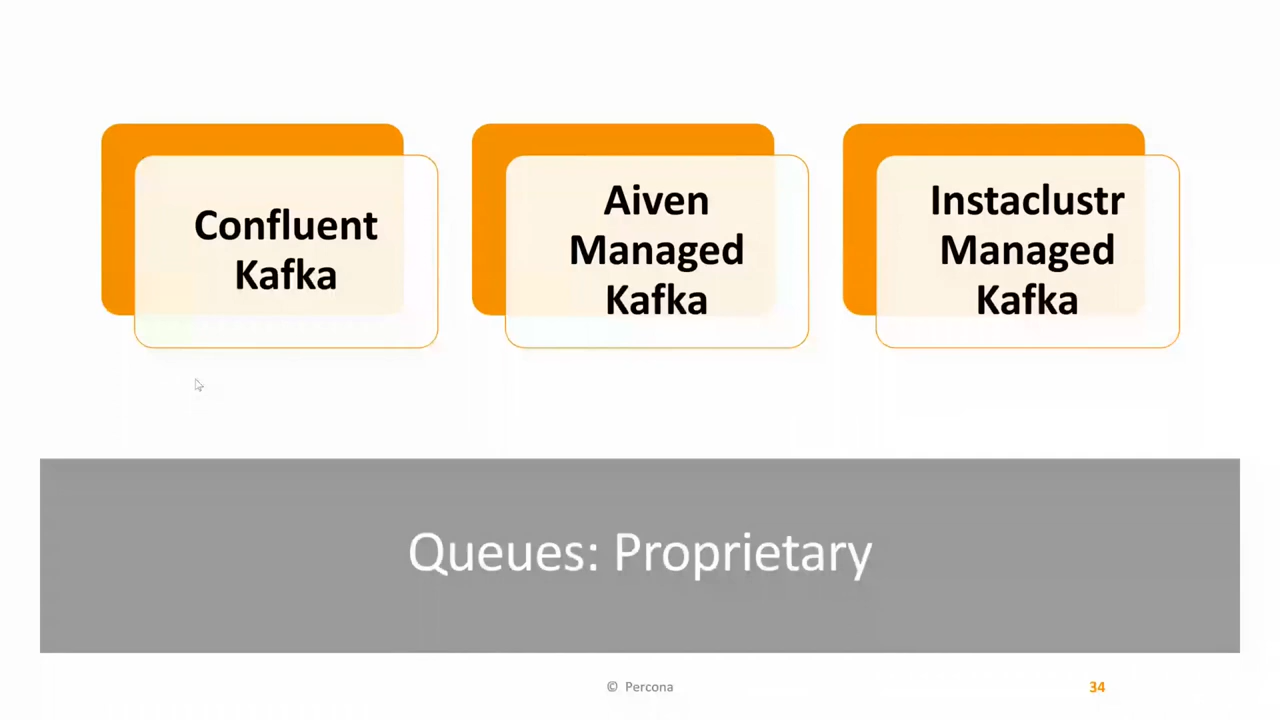 Confluent
Kafka
Aiven
Managed
Kafka
Instaclustr
Managed
Kafka
Queues: Proprietary
© Percona
34